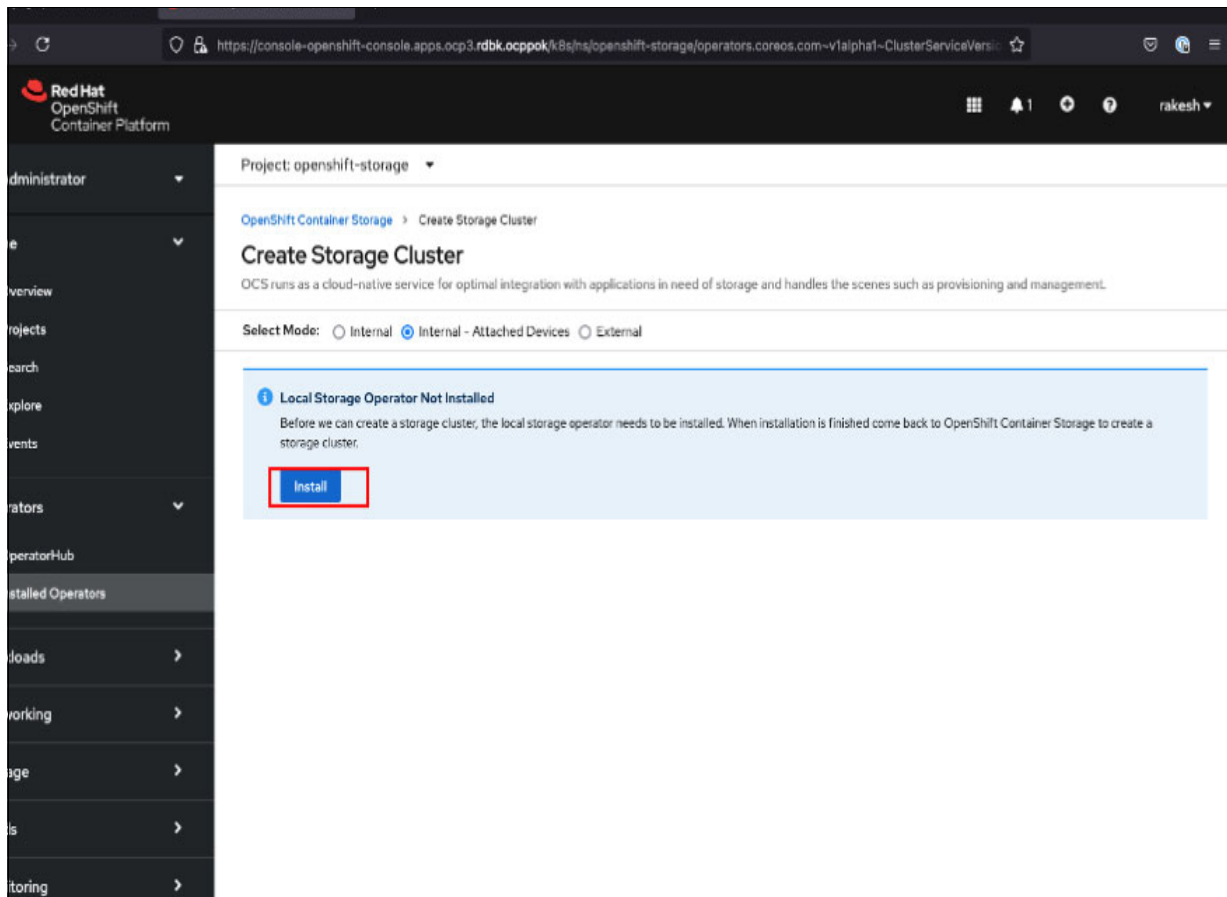 https://console-openshift-console.apps.ocp3.rdbk.ocppok/k8s/ns/openshift-storage/operators.coreos.com~v1alpha1~ClusterServiceVersic
Red Hat
OpenShift
Container Platform
1
rakesh
dministrator
Project: openshift-storage
OpenShift Container Storage > Create Storage Cluster
Create Storage Cluster
OCS runs as a cloud-native service for optimal integration with applications in need of storage and handles the scenes such as provisioning and management.
Select Mode: Internal Internal - Attached Devices External
Local Storage Operator Not Installed
Before we can create a storage cluster, the local storage operator needs to be installed. When installation is finished come back to OpenShift Container Storage to create a
storage cluster.
Install
e
verview
rojects
earch
xplore
vents
rators
peratorHub
stalled Operators
loads
vorking
age
ls
itoring